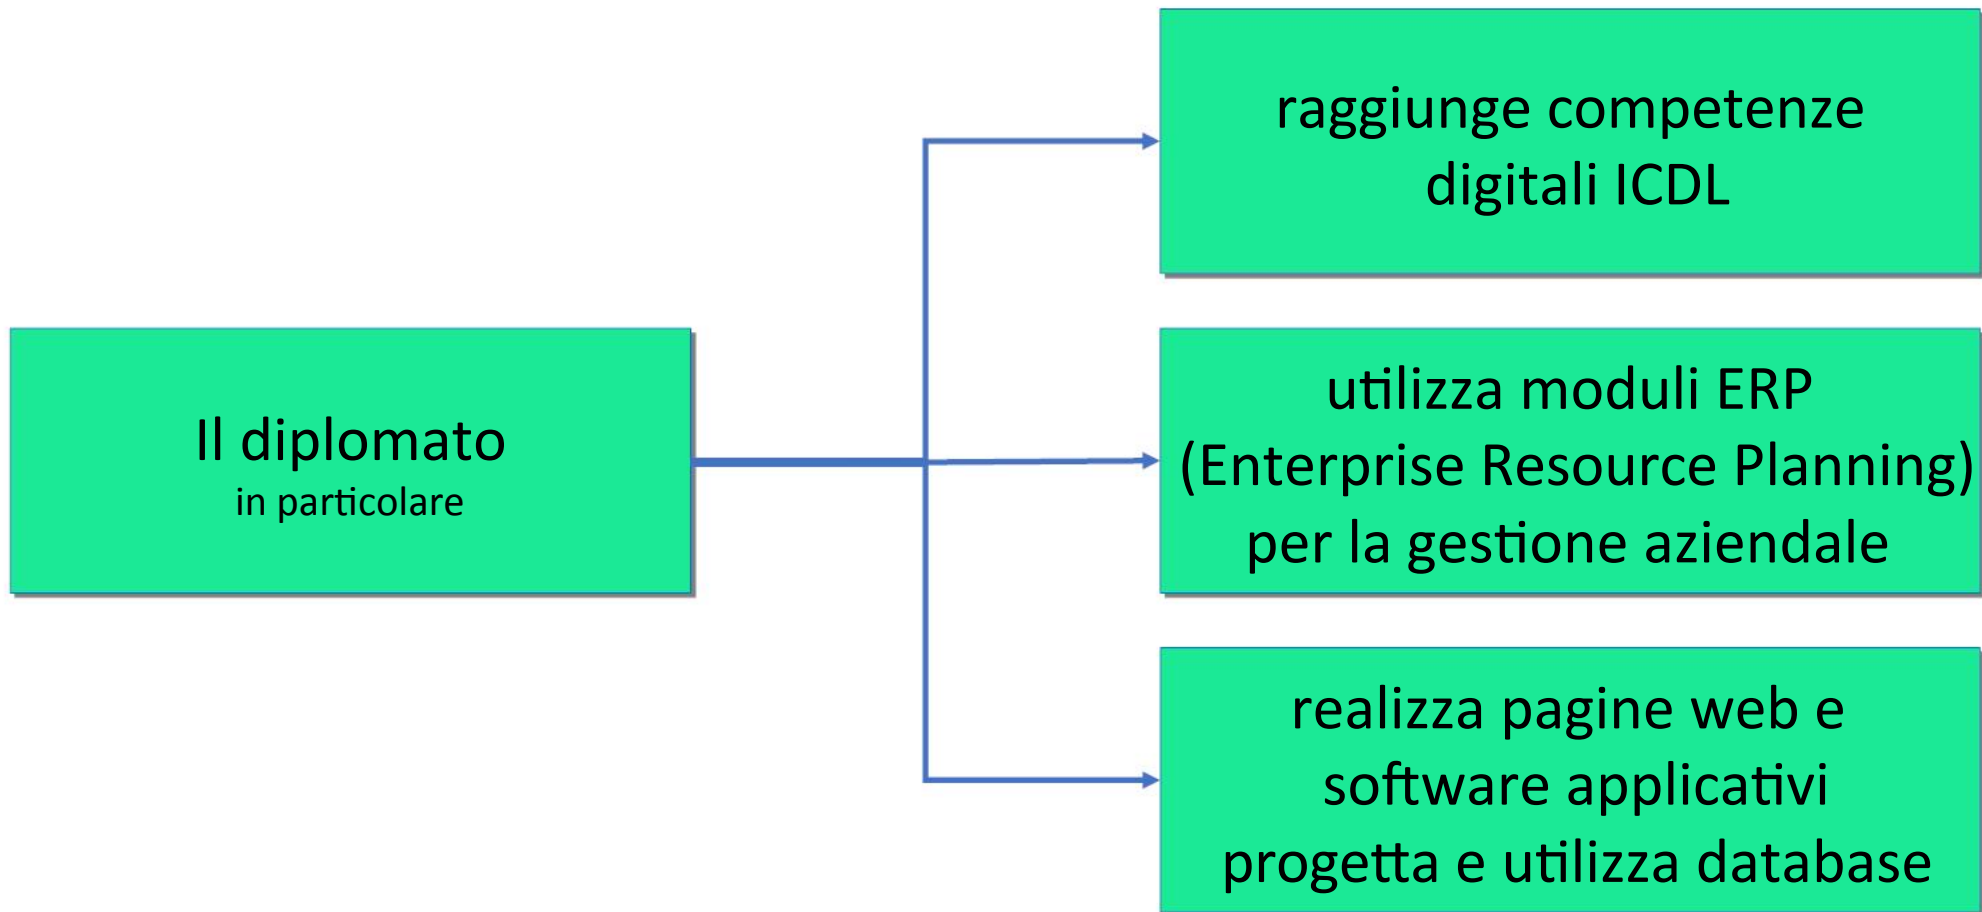 Il diplomato
in particolare
raggiunge competenze
digitali ICDL
utilizza moduli ERP
(Enterprise Resource Planning)
per la gestione aziendale
realizza pagine web e
software applicativi
progetta e utilizza database